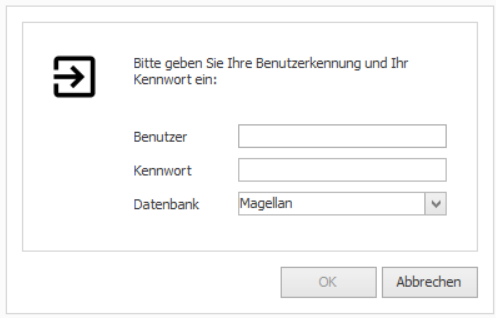 Bitte geben Sie Ihre Benutzerkennung und Ihr
Kennwort ein:
Benutzer
Kennwort
Datenbank Magellan
OK Abbrechen